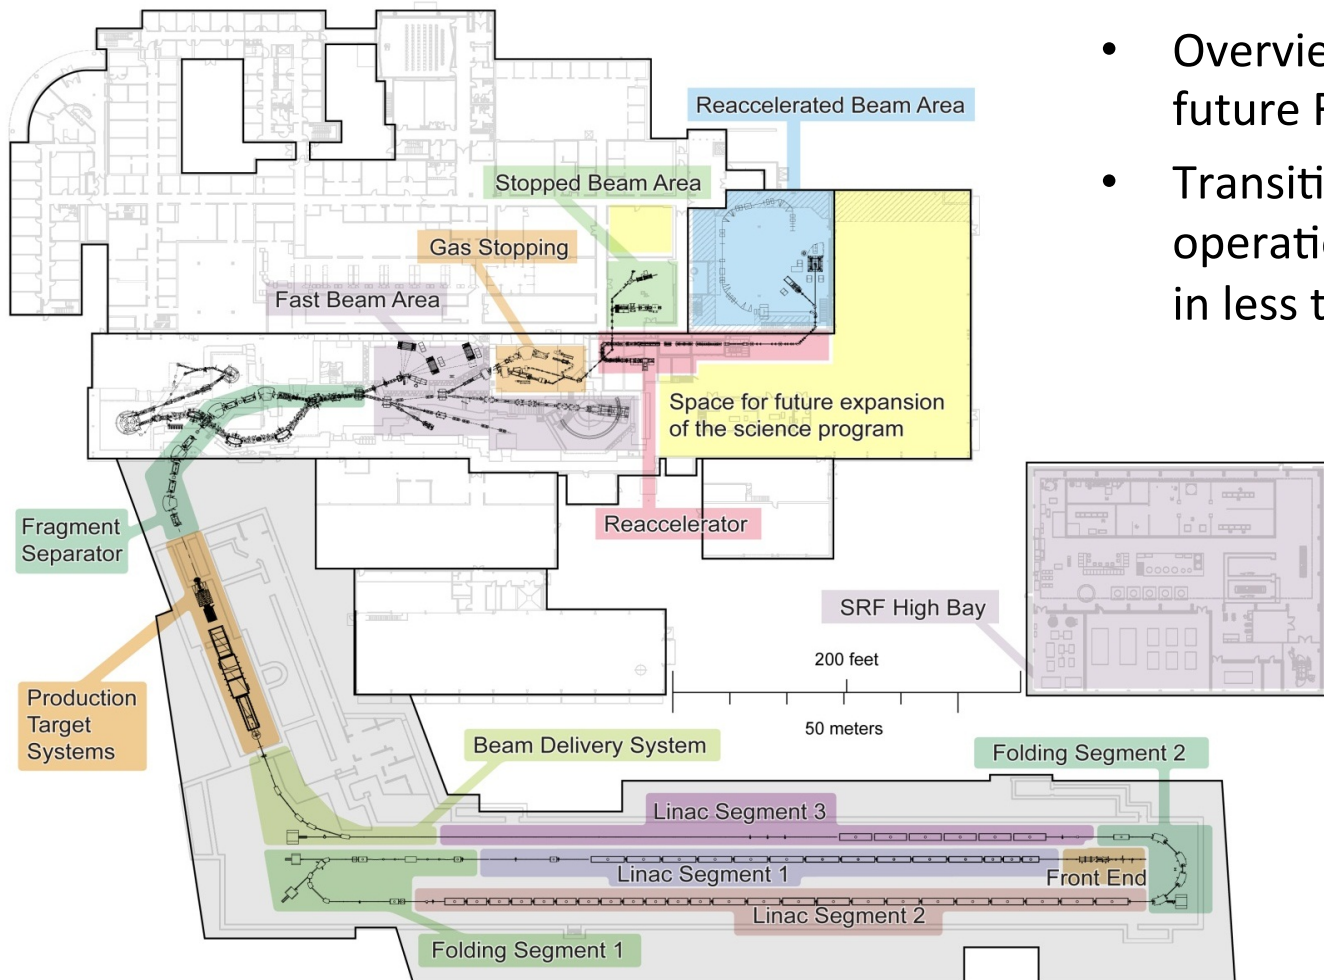 • Overvie
future
• Transiti
operati
in less t
Reaccelerated Beam Area
Stopped Beam Area
Gas Stopping
Fast Beam Area
Space for future expansion
of the science program
Fragment
Separator
Reaccelerator
SRF High Bay
200 feet
50 meters
Production
Target
Systems
Beam Delivery System
Folding Segment 2
Linac Segment 3
Linac Segment 1
Front End
Linac Segment 2
Folding Segment 1